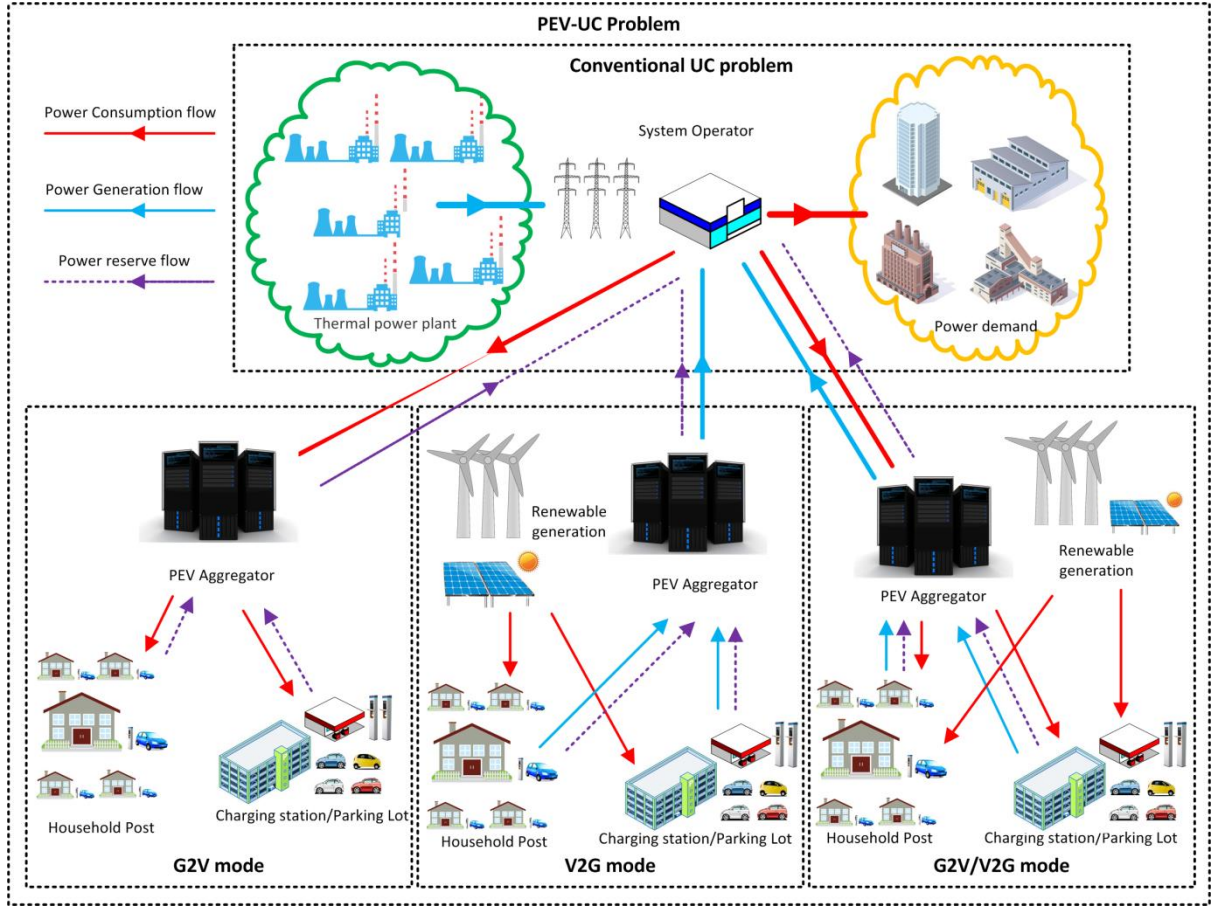 PEV-UC Problem
Conventional UC problem
Power Consumption flow
System Operator
Power Generation flow
Power reserve flow
Thermal power plant
Power demand
Renewable
generation
PEV Aggregator
PEV Aggregator
Renewable
generation
PEV Aggregator
Household Post
Charging station/Parking Lot
G2V mode
Household Post
Charging station/Parking Lot
V2G mode
Household Post
Charging station/Parking Lot
G2V/V2G mode